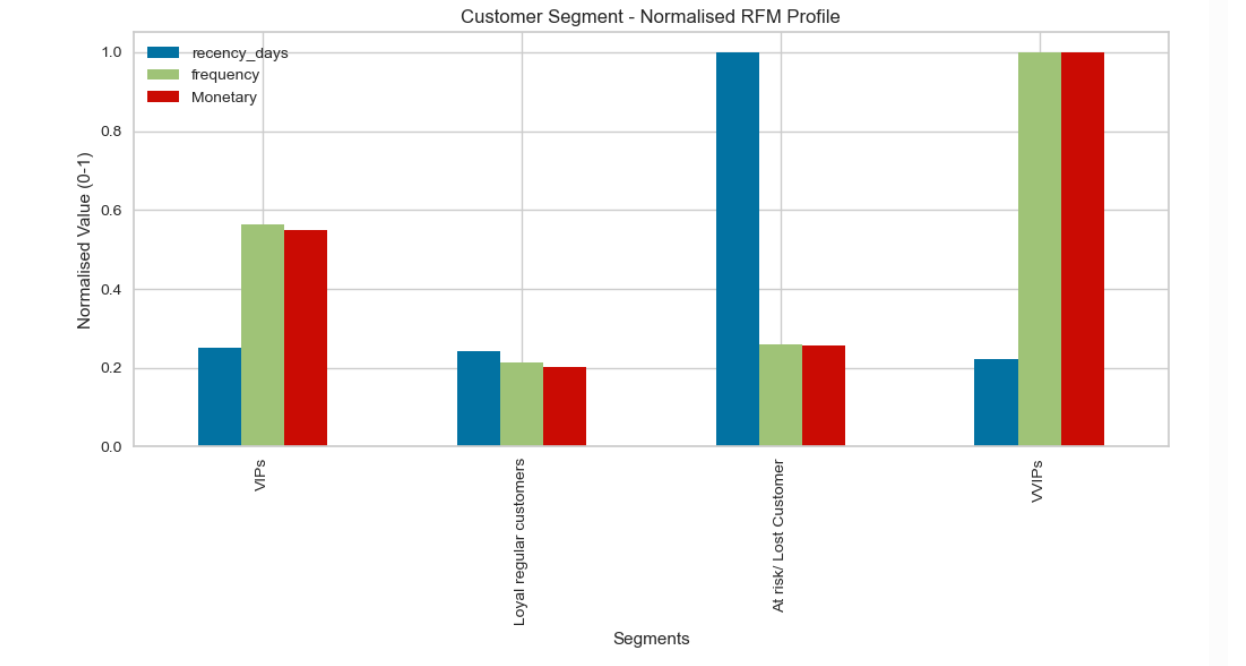 Customer Segment - Normalised RFM Profile
recency_days
frequency
Monetary
Normalised Value (0-1)
1.0
0.8
0.6
0.4
0.2
0.0
VIPs
Loyal regular customers
At risk/ Lost Customer
VVIPs
Segments